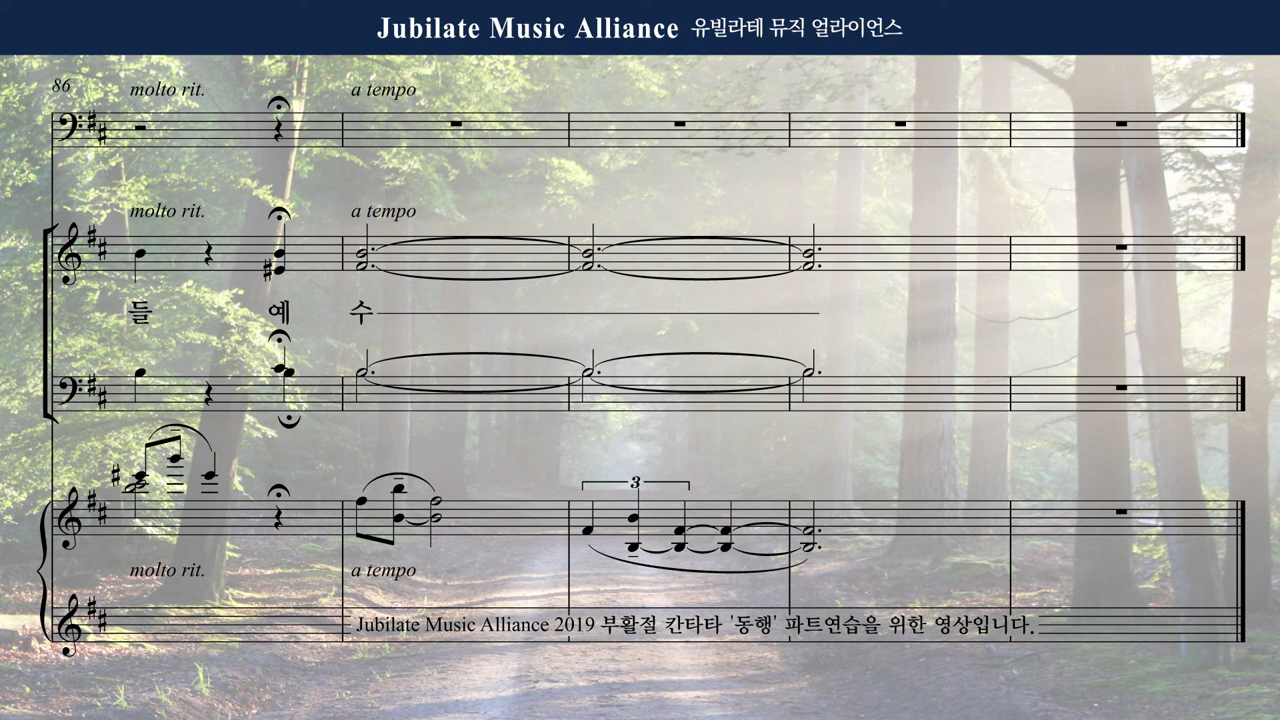 Jubilate Music Alliance 유빌라테 뮤직 얼라이언스
86
molto rit. a tempo
molto rit. a tempo
들 예 수
3
molto rit. a tempo
Jubilate Music Alliance 2019 부활절 칸타타 '동행' 파트연습을 위한 영상입니다.